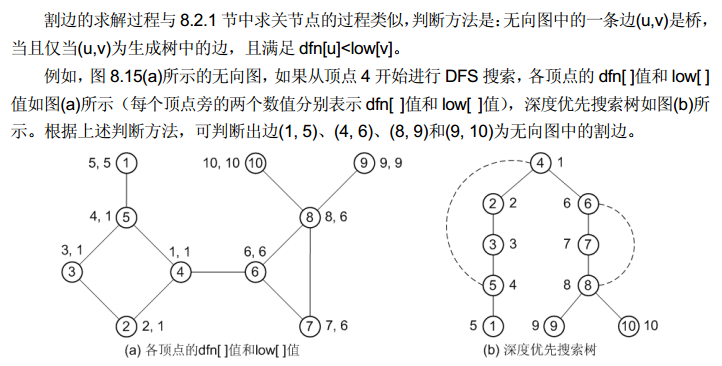 割边的求解过程与 8.2.1 节中求关节点的过程类似,判断方法是:无向图中的一条边(u,v)是桥,
当且仅当(u,v)为生成树中的边,且满足 dfn[u]<low[v]。
例如,图 8.15(a)所示的无向图,如果从顶点 4 开始进行 DFS 搜索,各顶点的 dfn[ ]值和 low[ ]
值如图(a)所示(每个顶点旁的两个数值分别表示 dfn[ ]值和 low[ ]值),深度优先搜索树如图(b)所
示。根据上述判断方法,可判断出边(1, 5)、(4, 6)、(8, 9)和(9, 10)为无向图中的割边。
5, 5 1
10, 10 10
9 9, 9
4, 1 5
8 8, 6
3, 1
3
1, 1
4
6, 6
6
2 2, 1
7 7, 6
(a) 各顶点的dfn[ ]值和low[ ]值
4 1
2 2
6 6
3 3
7 7
5 4
8 8
5 1
9 9
10 10
(b) 深度优先搜索树